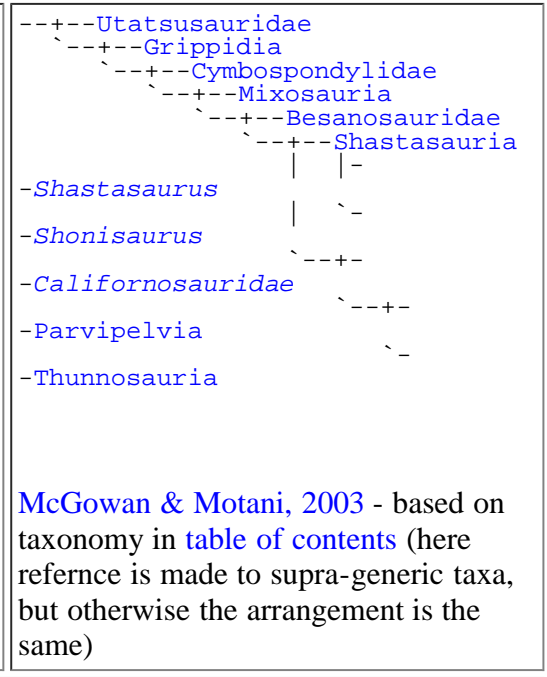 --+--Utatsusauridae
  `--+--Grippidia
     `--+--Cymbospondylidae
        `--+--Mixosauria
           `--+--Besanosauridae
              `--+--Shastasauria
                 |  |-
-Shastasaurus
                 |  `-
-Shonisaurus
                 `--+-
-Californosauridae
                    `--+-
-Parvipelvia
                       `-
-Thunnosauria
McGowan & Motani, 2003 - based on
taxonomy in table of contents (here
refernce is made to supra-generic taxa,
but otherwise the arrangement is the
same)